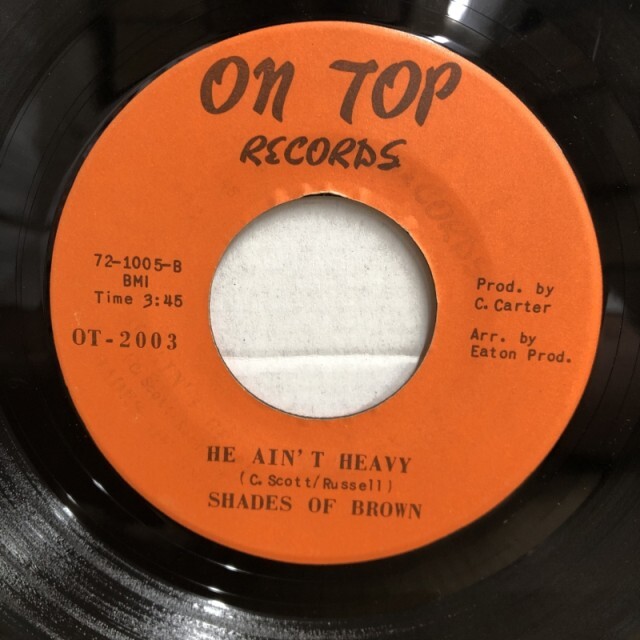 ON TOP
RECORDS
72-1005-B
BMI
Time 3:45
OT-2003
Prod. by
C. Carter
Arr. by
Eaton Prod.
HE AIN'T HEAVY
(C. Scott/Russell)
SHADES OF BROWN